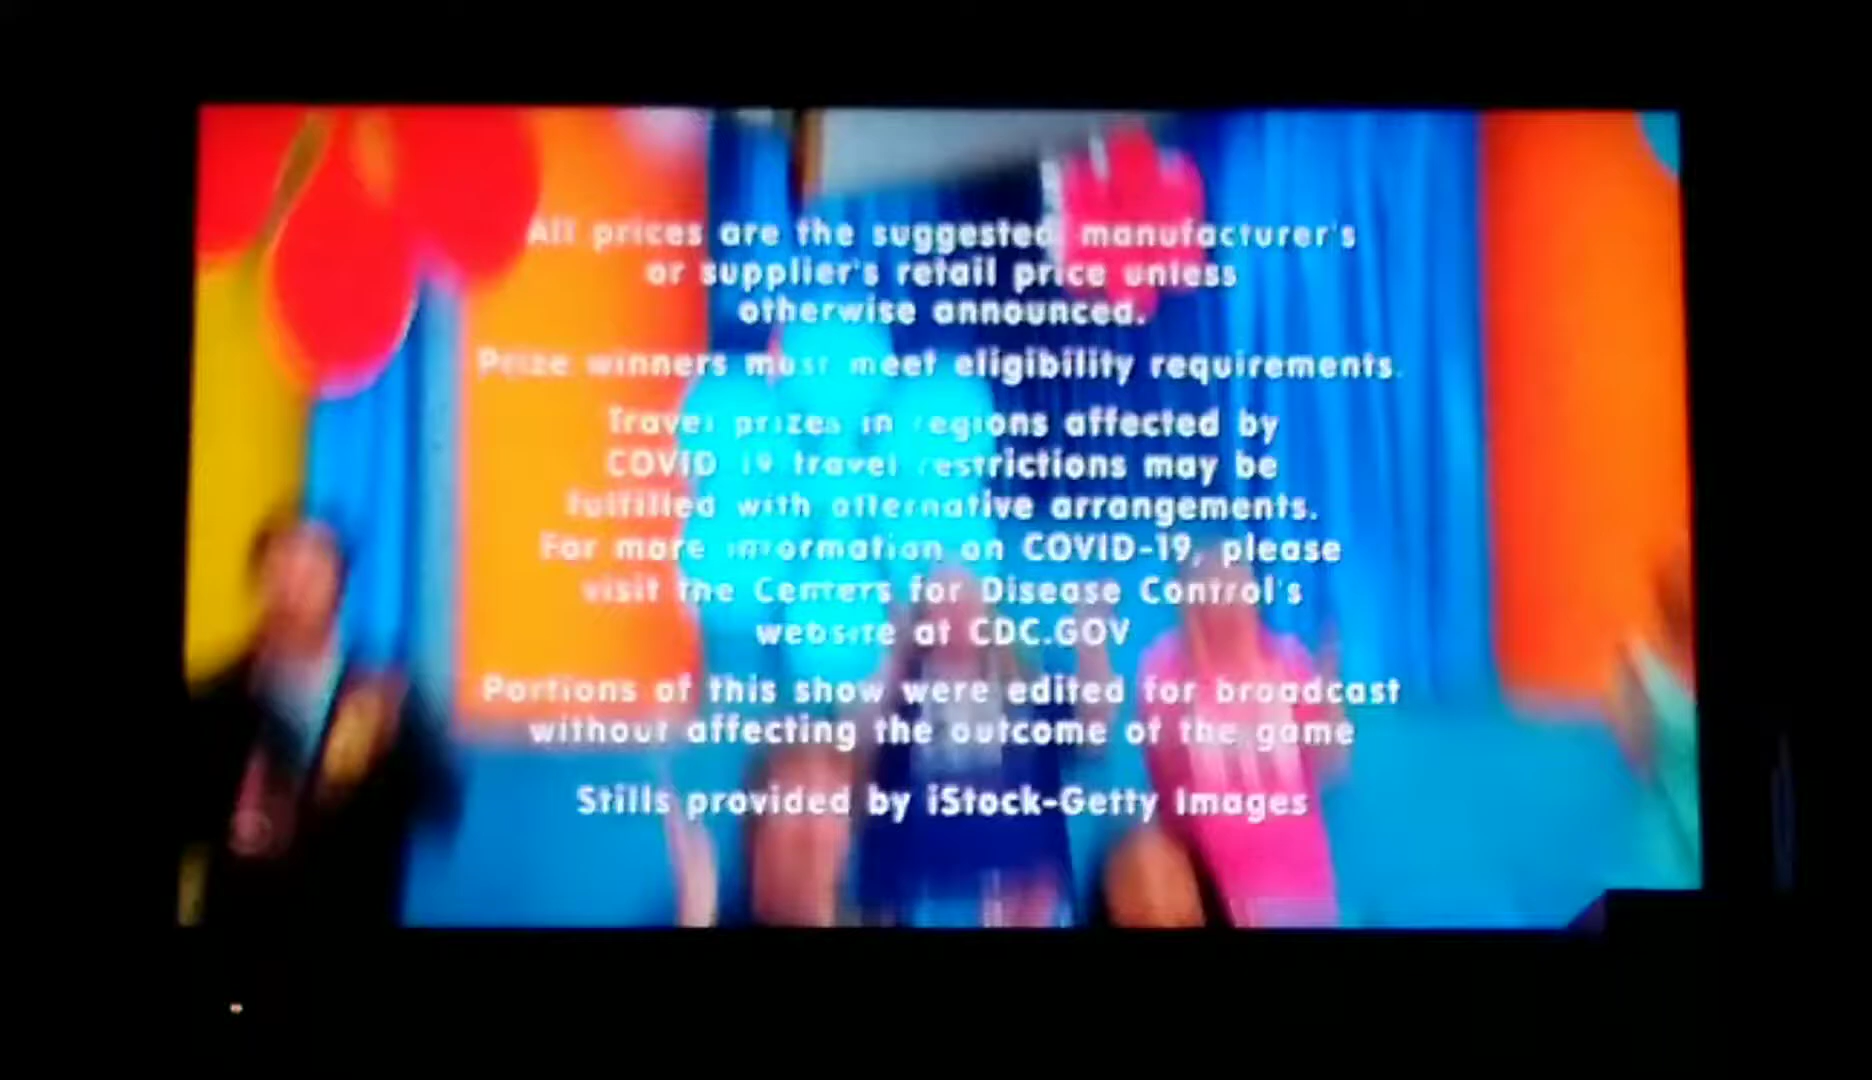 All prices are the suggested manufacturer's
or supplier's retail price unless
otherwise announced.
Prize winners must meet eligibility requirements.
Travel prizes in regions affected by
COVID 19 travel restrictions may be
fulfilled with alternative arrangements.
For more information on COVID-19, please
visit the Centers for Disease Control's
website at CDC.GOV
Portions of this show were edited for broadcast
without affecting the outcome of the game
Stills provided by iStock-Getty Images